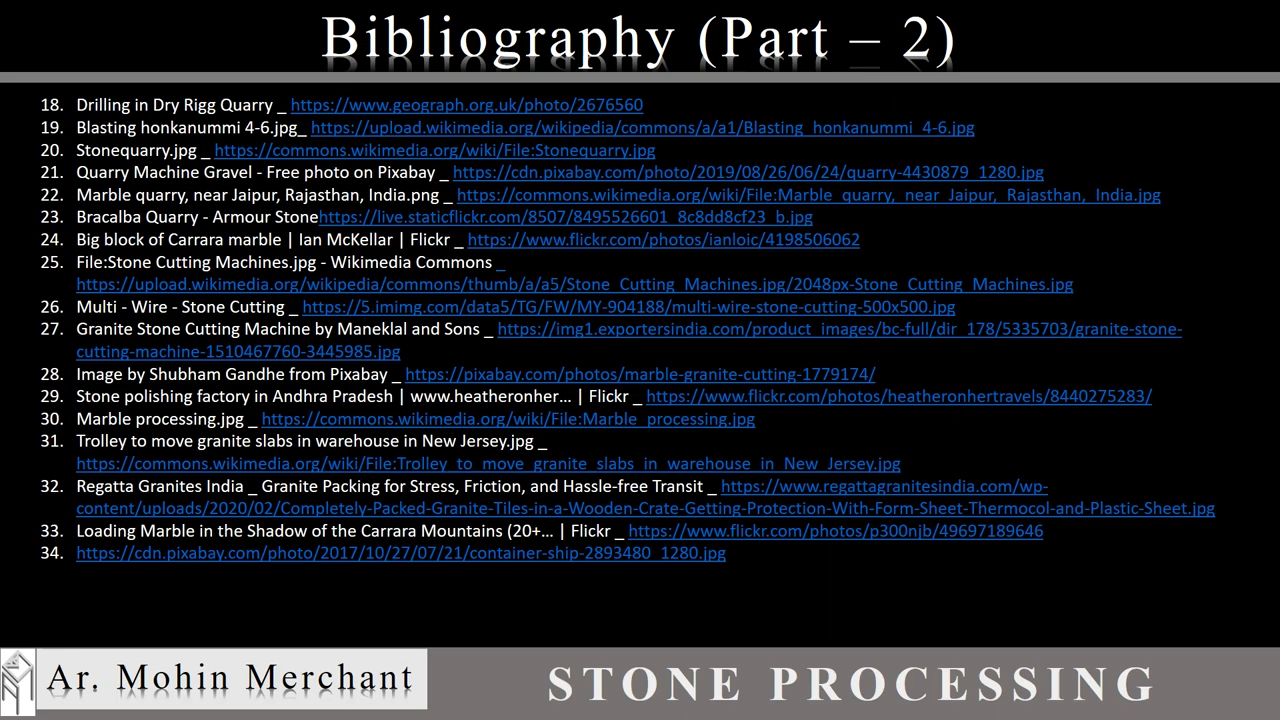 Bibliography (Part – 2)
18. Drilling in Dry Rigg Quarry _ https://www.geograph.org.uk/photo/2676560
19. Blasting honkanummi 4-6.jpg_ https://upload.wikimedia.org/wikipedia/commons/a/a1/Blasting_honkanummi_4-6.jpg
20. Stonequarry.jpg _ https://commons.wikimedia.org/wiki/File:Stonequarry.jpg
21. Quarry Machine Gravel - Free photo on Pixabay _ https://cdn.pixabay.com/photo/2019/08/26/06/24/quarry-4430879_1280.jpg
22. Marble quarry, near Jaipur, Rajasthan, India.png _ https://commons.wikimedia.org/wiki/File:Marble_quarry,_near_Jaipur,_Rajasthan,_India.jpg
23. Bracalba Quarry - Armour Stonehttps://live.staticflickr.com/8507/8495526601_8c8dd8cf23_b.jpg
24. Big block of Carrara marble | Ian McKellar | Flickr _ https://www.flickr.com/photos/ianloic/4198506062
25. File:Stone Cutting Machines.jpg - Wikimedia Commons _
https://upload.wikimedia.org/wikipedia/commons/thumb/a/a5/Stone_Cutting_Machines.jpg/2048px-Stone_Cutting_Machines.jpg
26. Multi - Wire - Stone Cutting _ https://5.imimg.com/data5/TG/FW/MY-904188/multi-wire-stone-cutting-500x500.jpg
27. Granite Stone Cutting Machine by Maneklal and Sons _ https://img1.exportersindia.com/product_images/bc-full/dir_178/5335703/granite-stone-
cutting-machine-1510467760-3445985.jpg
28. Image by Shubham Gandhe from Pixabay _ https://pixabay.com/photos/marble-granite-cutting-1779174/
29. Stone polishing factory in Andhra Pradesh | www.heatheronher... | Flickr _ https://www.flickr.com/photos/heatheronhertravels/8440275283/
30. Marble processing.jpg _ https://commons.wikimedia.org/wiki/File:Marble_processing.jpg
31. Trolley to move granite slabs in warehouse in New Jersey.jpg _
https://commons.wikimedia.org/wiki/File:Trolley_to_move_granite_slabs_in_warehouse_in_New_Jersey.jpg
32. Regatta Granites India _ Granite Packing for Stress, Friction, and Hassle-free Transit _ https://www.regattagranitesindia.com/wp-
content/uploads/2020/02/Completely-Packed-Granite-Tiles-in-a-Wooden-Crate-Getting-Protection-With-Form-Sheet-Thermocol-and-Plastic-Sheet.jpg
33. Loading Marble in the Shadow of the Carrara Mountains (20+... | Flickr _ https://www.flickr.com/photos/p300njb/49697189646
34. https://cdn.pixabay.com/photo/2017/10/27/07/21/container-ship-2893480_1280.jpg
Ar. Mohin Merchant
STONE PROCESSING